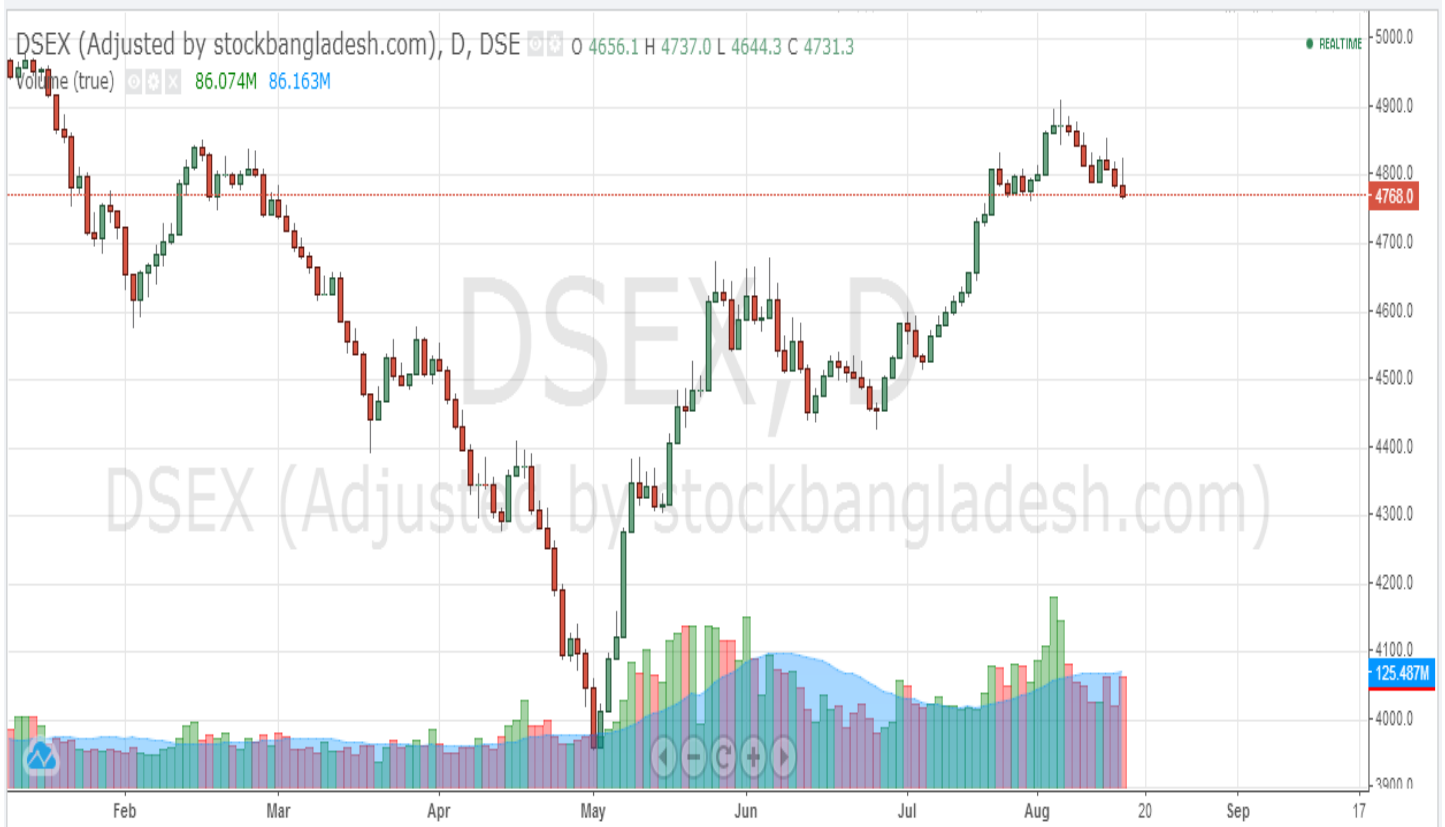 DSEX (Adjusted by stockbangladesh.com), D, DSE O 4656.1 H 4737.0 L 4644.3 C 4731.3
REALTIME
Volume (true) 86.074M 86.163M
5000.0
4900.0
4800.0
4768.0
4700.0
4600.0
4500.0
4400.0
4300.0
4200.0
4100.0
125.487M
4000.0
3900.0
DSEX, D
DSEX (Adjusted by stockbangladesh.com)
Feb Mar Apr May Jun Jul Aug 20 Sep 17